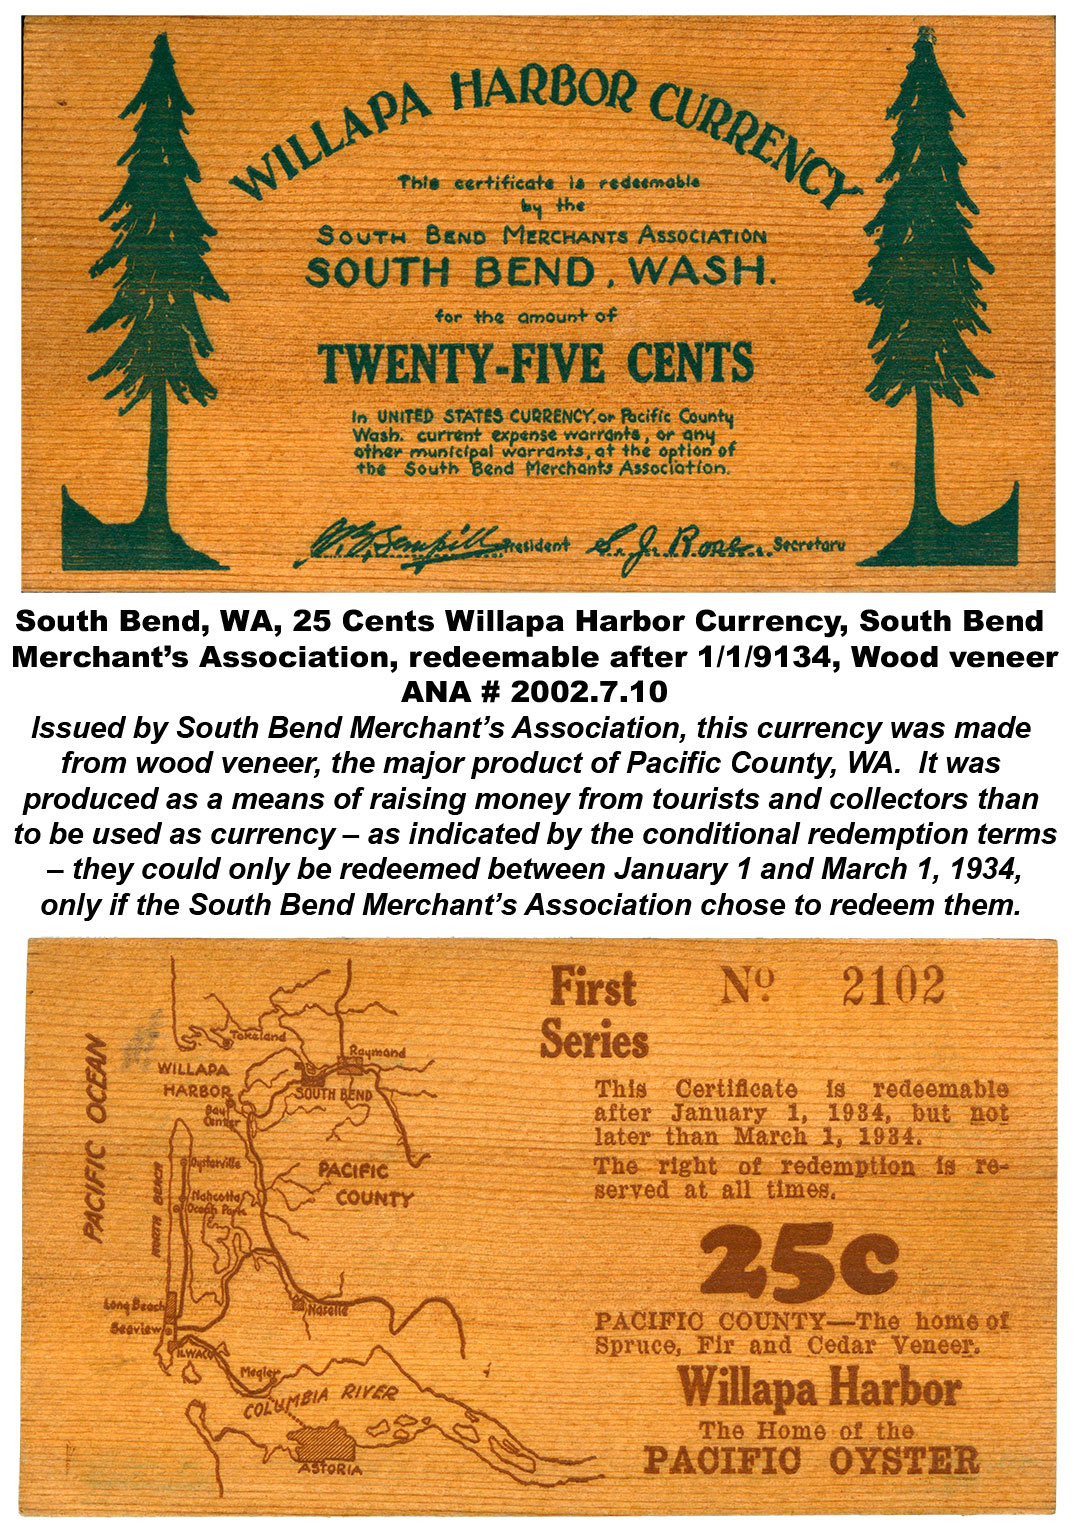 WILLAPA HARBOR CURRENCY
This certificate is redeemable
by the
SOUTH BEND MERCHANTS ASSOCIATION
SOUTH BEND, WASH.
for the amount of
TWENTY-FIVE CENTS
In UNITED STATES CURRENCY, or Pacific County
Wash. current expense warrants, or any
other municipal warrants, at the option of
the South Bend Merchants Association.
President
Secretary
South Bend, WA, 25 Cents Willapa Harbor Currency, South Bend
Merchant’s Association, redeemable after 1/1/9134, Wood veneer
ANA # 2002.7.10
Issued by South Bend Merchant’s Association, this currency was made
from wood veneer, the major product of Pacific County, WA. It was
produced as a means of raising money from tourists and collectors than
to be used as currency – as indicated by the conditional redemption terms
– they could only be redeemed between January 1 and March 1, 1934,
only if the South Bend Merchant’s Association chose to redeem them.
First
Series
No 2102
This Certificate is redeemable
after January 1, 1934, but not
later than March 1, 1934.
The right of redemption is re-
served at all times.
25c
PACIFIC COUNTY—The home of
Spruce, Fir and Cedar Veneer.
Willapa Harbor
The Home of the
PACIFIC OYSTER
PACIFIC OCEAN
Tokeland
WILLAPA
HARBOR
Raymond
SOUTH BEND
Bay
Center
Oysterville
PACIFIC
COUNTY
Nahcotta
Ocean Park
NORTH BEACH
Long Beach
Seaview
ILWACO
Naselle
Megler
COLUMBIA RIVER
ASTORIA